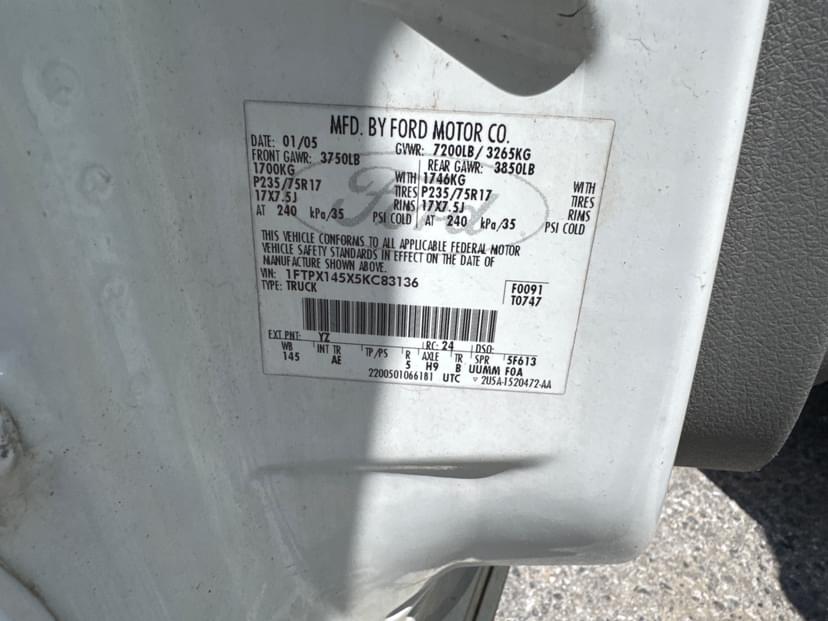 MFD. BY FORD MOTOR CO.
DATE: 01/05 GVWR: 7200LB/ 3265KG
FRONT GAWR: 3750LB REAR GAWR: 3850LB
1700KG WITH 1746KG WITH
P235/75R17 TIRES P235/75R17 TIRES
17X7.5J RIMS 17X7.5J RIMS
AT 240 kPa/35 PSI COLD AT 240 kPa/35 PSI COLD
THIS VEHICLE CONFORMS TO ALL APPLICABLE FEDERAL MOTOR
VEHICLE SAFETY STANDARDS IN EFFECT ON THE DATE OF
MANUFACTURE SHOWN ABOVE.
VIN: 1FTPX145X5KC83136 F0091
TYPE: TRUCK T0747
Ford
EXT PNT: YZ RC: 24 DSO:
WB INT TR TP/PS R AXLE TR SPR 5F613
145 AE 5 H9 B UUMM FOA
2200501066181 UTC 2U5A-1520472-AA